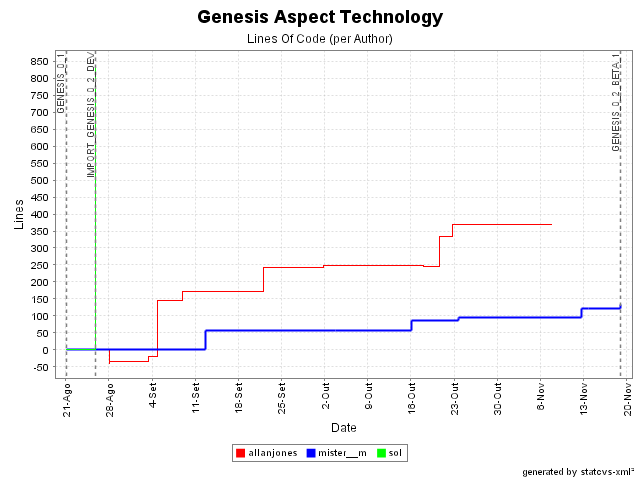 Genesis Aspect Technology
Lines Of Code (per Author)
GENESIS_0_1
IMPORT_GENESIS_0_2_DEV
GENESIS_0_2_BETA_1
Lines
850
800
750
700
650
600
550
500
450
400
350
300
250
200
150
100
50
0
-50
21-Ago
28-Ago
4-Set
11-Set
18-Set
25-Set
2-Out
9-Out
16-Out
23-Out
30-Out
6-Nov
13-Nov
20-Nov
Date
allanjones mister__m sol
generated by statcvs-xml²